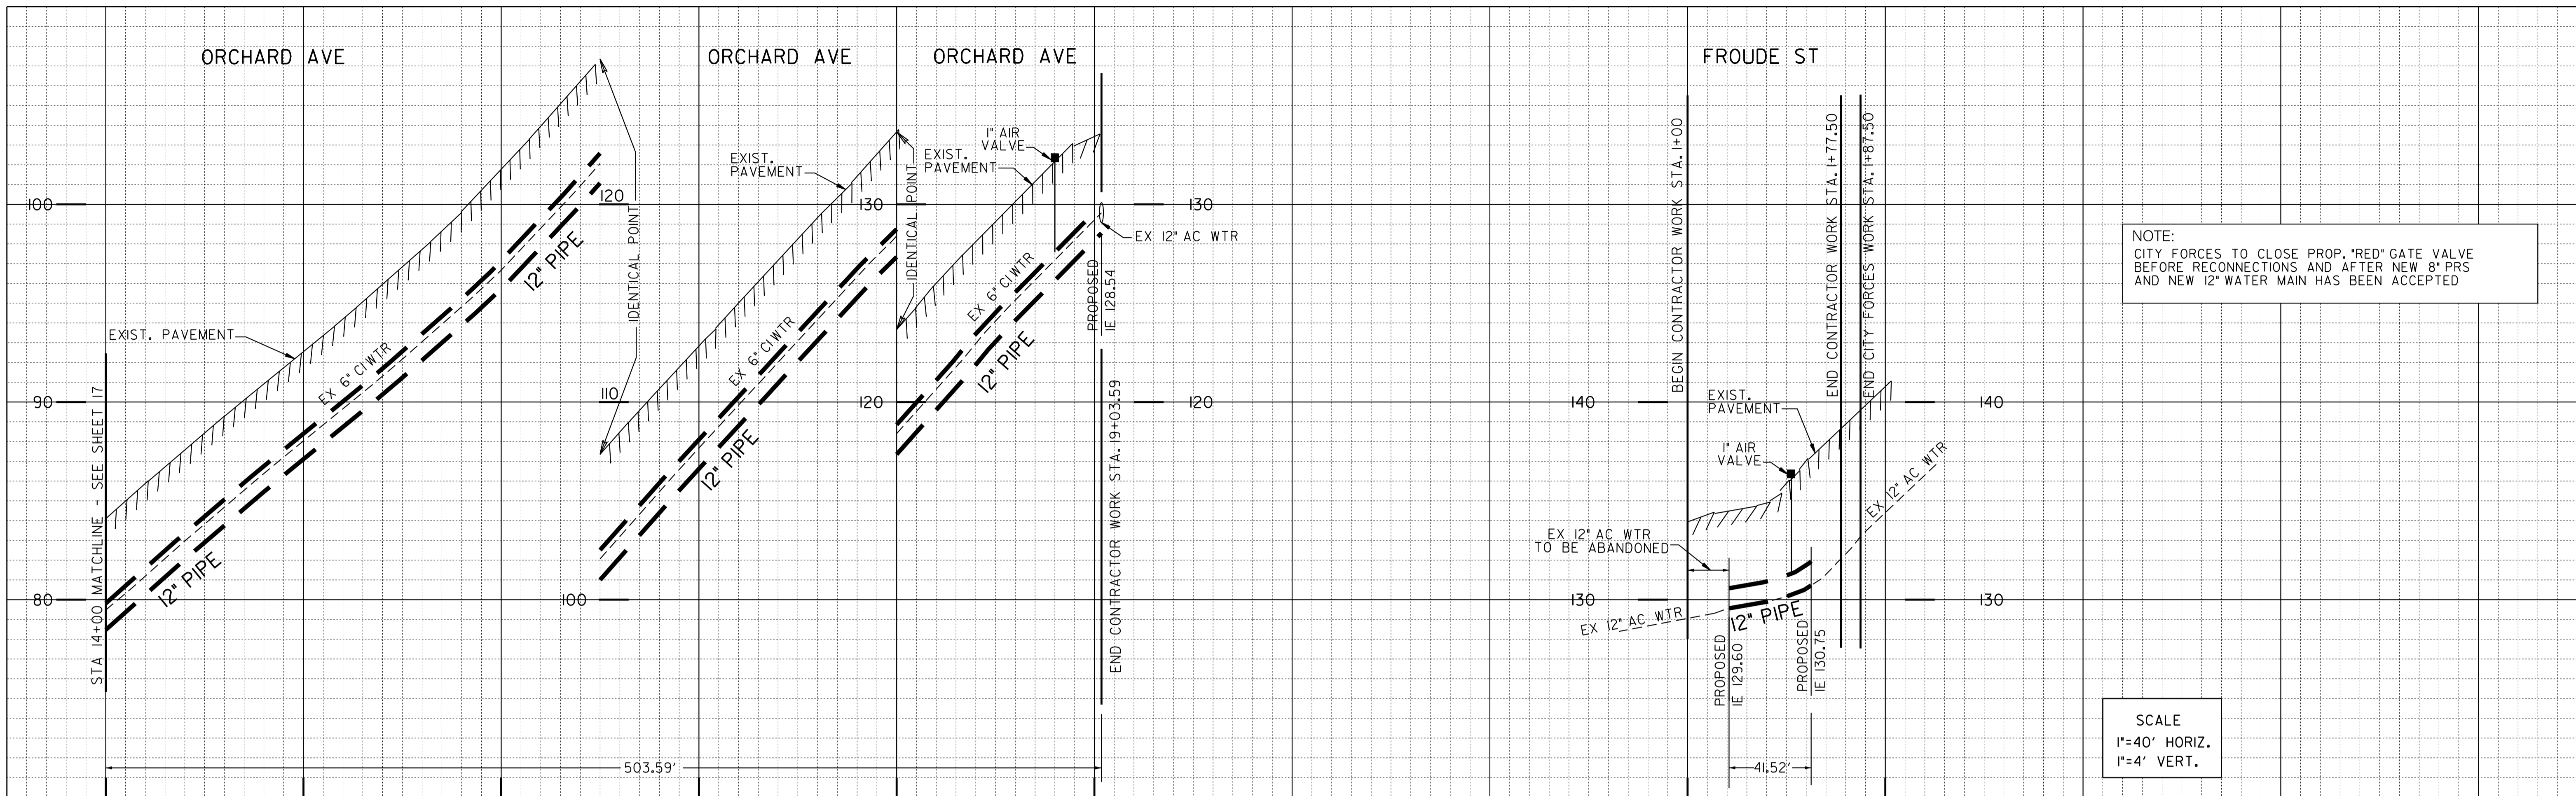 ORCHARD AVE
ORCHARD AVE
ORCHARD AVE
FROUDE ST
100
90
80
STA 14+00 MATCHLINE - SEE SHEET 17
EXIST. PAVEMENT
EX 6" CI WTR
12" PIPE
12" PIPE
120
110
100
IDENTICAL POINT
EXIST.
PAVEMENT
EX 6" CI WTR
12" PIPE
130
120
IDENTICAL POINT
EXIST.
PAVEMENT
1" AIR
VALVE
EX 6" CI WTR
12" PIPE
PROPOSED
IE 128.54
EX 12" AC WTR
130
120
END CONTRACTOR WORK STA. 19+03.59
503.59'
BEGIN CONTRACTOR WORK STA. 1+00
END CONTRACTOR WORK STA. 1+77.50
END CITY FORCES WORK STA. 1+87.50
140
130
EXIST.
PAVEMENT
1" AIR
VALVE
EX 12" AC WTR
TO BE ABANDONED
EX 12" AC WTR
12" PIPE
PROPOSED
IE 129.60
PROPOSED
IE 130.75
41.52'
EX 12" AC WTR
140
130
NOTE:
CITY FORCES TO CLOSE PROP. "RED" GATE VALVE
BEFORE RECONNECTIONS AND AFTER NEW 8" PRS
AND NEW 12" WATER MAIN HAS BEEN ACCEPTED
SCALE
1"=40' HORIZ.
1"=4' VERT.